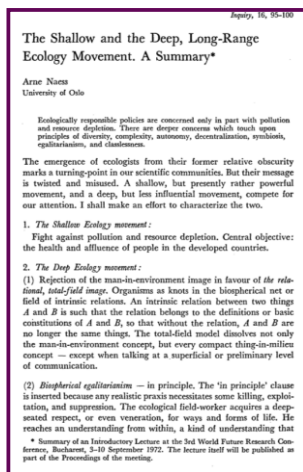 Inquiry, 16, 95-100
The Shallow and the Deep, Long-Range
Ecology Movement. A Summary*
Arne Naess
University of Oslo
Ecologically responsible policies are concerned only in part with pollution
and resource depletion. There are deeper concerns which touch upon
principles of diversity, complexity, autonomy, decentralization, symbiosis,
egalitarianism, and classlessness.
The emergence of ecologists from their former relative obscurity
marks a turning-point in our scientific communities. But their message
is twisted and misused. A shallow, but presently rather powerful
movement, and a deep, but less influential movement, compete for
our attention. I shall make an effort to characterize the two.
1. The Shallow Ecology movement:
Fight against pollution and resource depletion. Central objective:
the health and affluence of people in the developed countries.
2. The Deep Ecology movement:
(1) Rejection of the man-in-environment image in favour of the rela-
tional, total-field image. Organisms as knots in the biospherical net or
field of intrinsic relations. An intrinsic relation between two things
A and B is such that the relation belongs to the definitions or basic
constitutions of A and B, so that without the relation, A and B are
no longer the same things. The total-field model dissolves not only
the man-in-environment concept, but every compact thing-in-milieu
concept — except when talking at a superficial or preliminary level
of communication.
(2) Biospherical egalitarianism — in principle. The 'in principle' clause
is inserted because any realistic praxis necessitates some killing, exploi-
tation, and suppression. The ecological field-worker acquires a deep-
seated respect, or even veneration, for ways and forms of life. He
reaches an understanding from within, a kind of understanding that
* Summary of an Introductory Lecture at the 3rd World Future Research Con-
ference, Bucharest, 3-10 September 1972. The lecture itself will be published as
part of the Proceedings of the meeting.